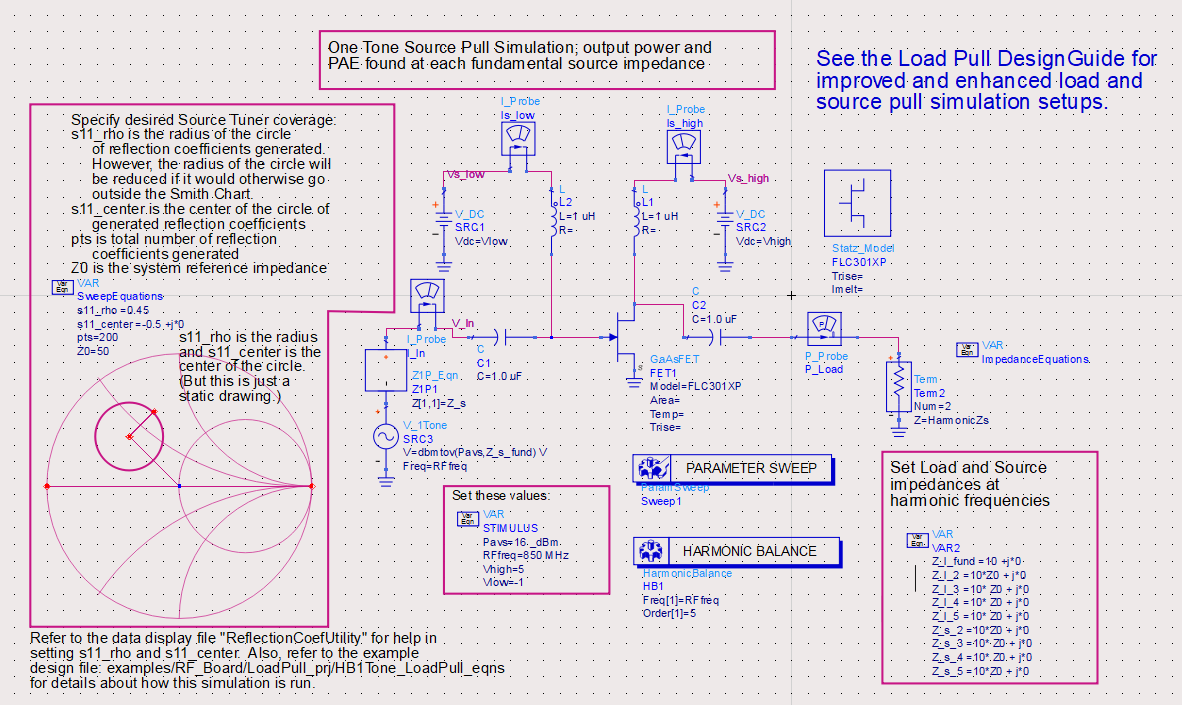 One Tone Source Pull Simulation; output power and
PAE found at each fundamental source impedance
See the Load Pull DesignGuide for
improved and enhanced load and
source pull simulation setups.
Specify desired Source Tuner coverage:
s11_rho is the radius of the circle
of reflection coefficients generated.
However, the radius of the circle will
be reduced if it would otherwise go
outside the Smith Chart.
s11_center is the center of the circle of
generated reflection coefficients
pts is total number of reflection
coefficients generated
Z0 is the system reference impedance
Var
Eqn
VAR
SweepEquations
s11_rho =0.45
s11_center =-0.5 +j*0
pts=200
Z0=50
s11_rho is the radius
and s11_center is the
center of the circle.
(But this is just a
static drawing.)
Refer to the data display file "ReflectionCoefUtility" for help in
setting s11_rho and s11_center. Also, refer to the example
design file: examples/RF_Board/LoadPull_prj/HB1Tone_LoadPull_eqns
for details about how this simulation is run.
I_Probe
Is_low
Vs_low
V_DC
SRC1
Vdc=Vlow
L
L2
L=1 uH
R=
I_Probe
Is_high
Vs_high
L
L1
L=1 uH
R=
V_DC
SRC2
Vdc=Vhigh
Statz_Model
FLC301XP
Trise=
Imelt=
V_In
I_Probe
I_In
C
C1
C=1.0 uF
Z1P_Eqn
Z1P1
Z[1,1]=Z_s
V_1Tone
SRC3
V=dbmtov(Pavs,Z_s_fund) V
Freq=RFfreq
C
C2
C=1.0 uF
S
GaAsFET
FET1
Model=FLC301XP
Area=
Temp=
Trise=
P
P_Probe
P_Load
Term
Term2
Num=2
Z=HarmonicZs
Var
Eqn
VAR
ImpedanceEquations
Set these values:
Var
Eqn
VAR
STIMULUS
Pavs=16 _dBm
RFfreq=850 MHz
Vhigh=5
Vlow=-1
PARAMETER SWEEP
ParamSweep
Sweep1
HARMONIC BALANCE
HarmonicBalance
HB1
Freq[1]=RFfreq
Order[1]=5
Set Load and Source
impedances at
harmonic frequencies
Var
Eqn
VAR
VAR2
Z_l_fund =10 +j*0
Z_l_2 =10*Z0 + j*0
Z_l_3 =10* Z0 + j*0
Z_l_4 =10* Z0 + j*0
Z_l_5 =10* Z0 + j*0
Z_s_2 =10*Z0 + j*0
Z_s_3 =10* Z0 + j*0
Z_s_4 =10* Z0 + j*0
Z_s_5 =10* Z0 + j*0